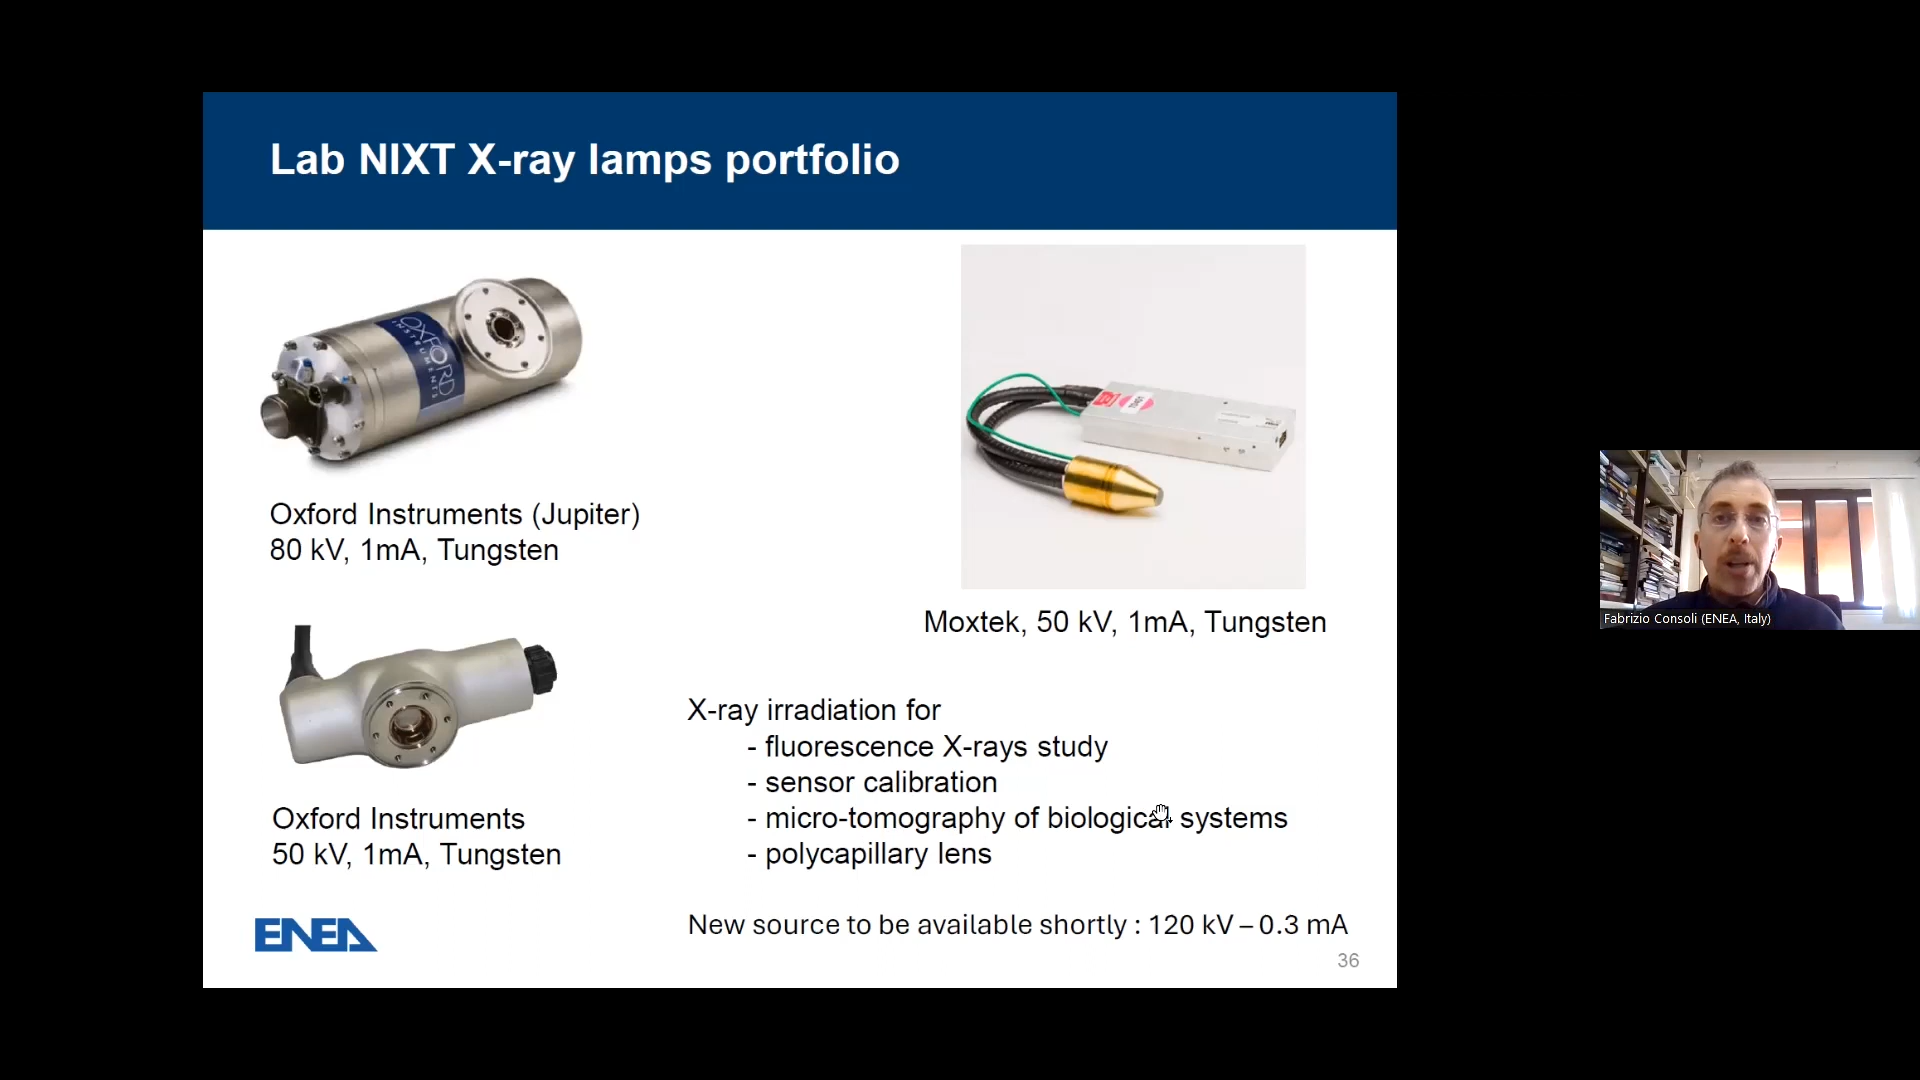 Lab NIXT X-ray lamps portfolio
OXFORD
INSTRUMENTS
Oxford Instruments (Jupiter)
80 kV, 1mA, Tungsten
Moxtek, 50 kV, 1mA, Tungsten
Oxford Instruments
50 kV, 1mA, Tungsten
X-ray irradiation for
- fluorescence X-rays study
- sensor calibration
- micro-tomography of biological systems
- polycapillary lens
New source to be available shortly : 120 kV – 0.3 mA
ENEA
36
Fabrizio Consoli (ENEA, Italy)